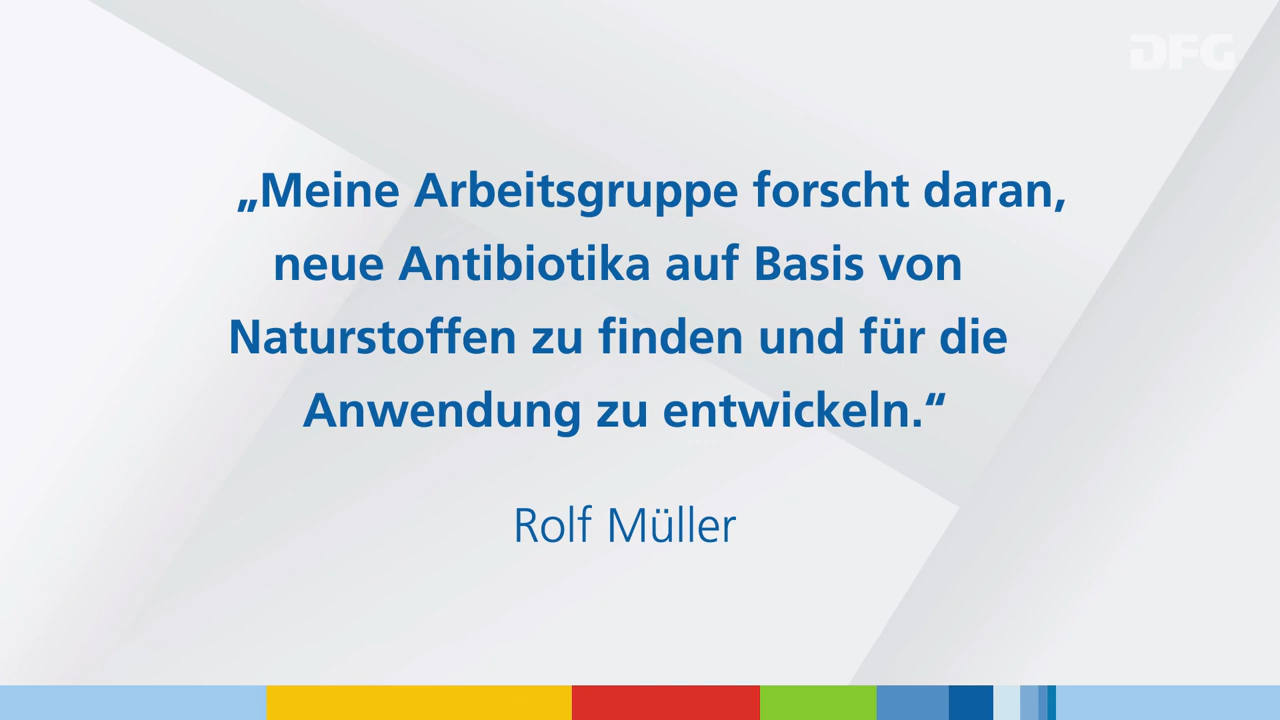 DFG
„Meine Arbeitsgruppe forscht daran,
neue Antibiotika auf Basis von
Naturstoffen zu finden und für die
Anwendung zu entwickeln.“
Rolf Müller